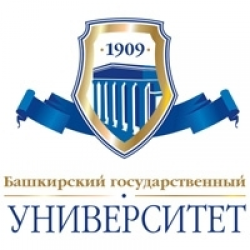 1909
Башкирский государственный
УНИВЕРСИТЕТ